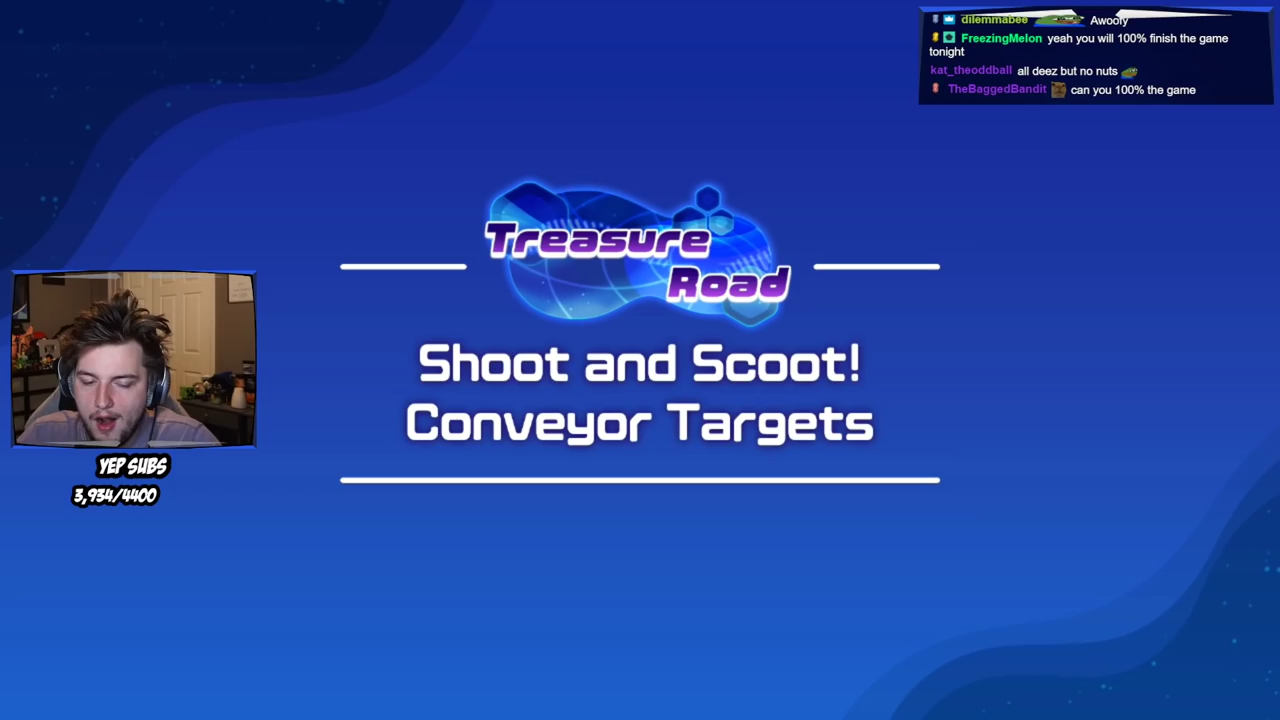 dilemmabee Awoofy
FreezingMelon yeah you will 100% finish the game
tonight
kat_theoddball all deez but no nuts
TheBaggedBandit can you 100% the game
Treasure
Road
Shoot and Scoot!
Conveyor Targets
YEP SUBS
3,934/4400